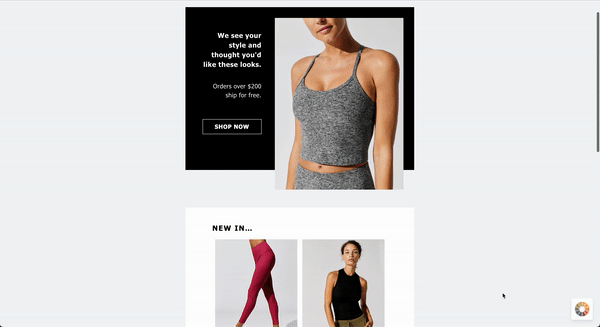 We see your
style and
thought you'd
like these looks.
Orders over $200
ship for free.
SHOP NOW
NEW IN...